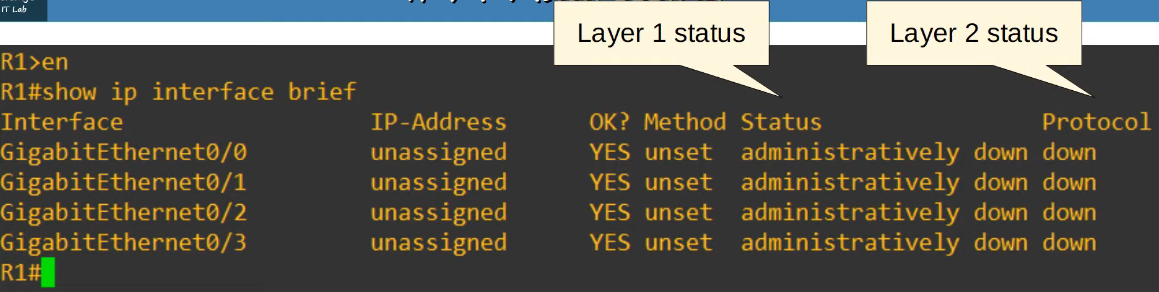 IT Lab
Layer 1 status
Layer 2 status
R1>en
R1#show ip interface brief
Interface IP-Address OK? Method Status Protocol
GigabitEthernet0/0 unassigned YES unset administratively down down
GigabitEthernet0/1 unassigned YES unset administratively down down
GigabitEthernet0/2 unassigned YES unset administratively down down
GigabitEthernet0/3 unassigned YES unset administratively down down
R1#